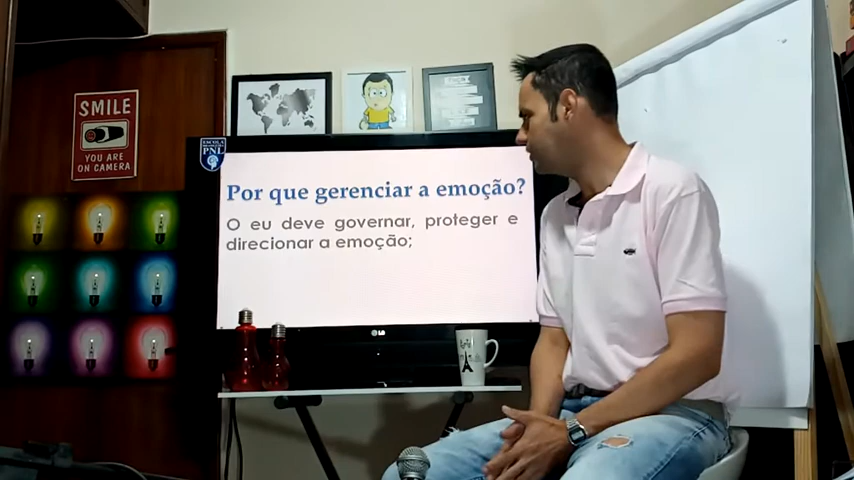 SMILE
YOU ARE
ON CAMERA
ESCOLA
PNL
Por que gerenciar a emoção?
O eu deve governar, proteger e
direcionar a emoção;
LG